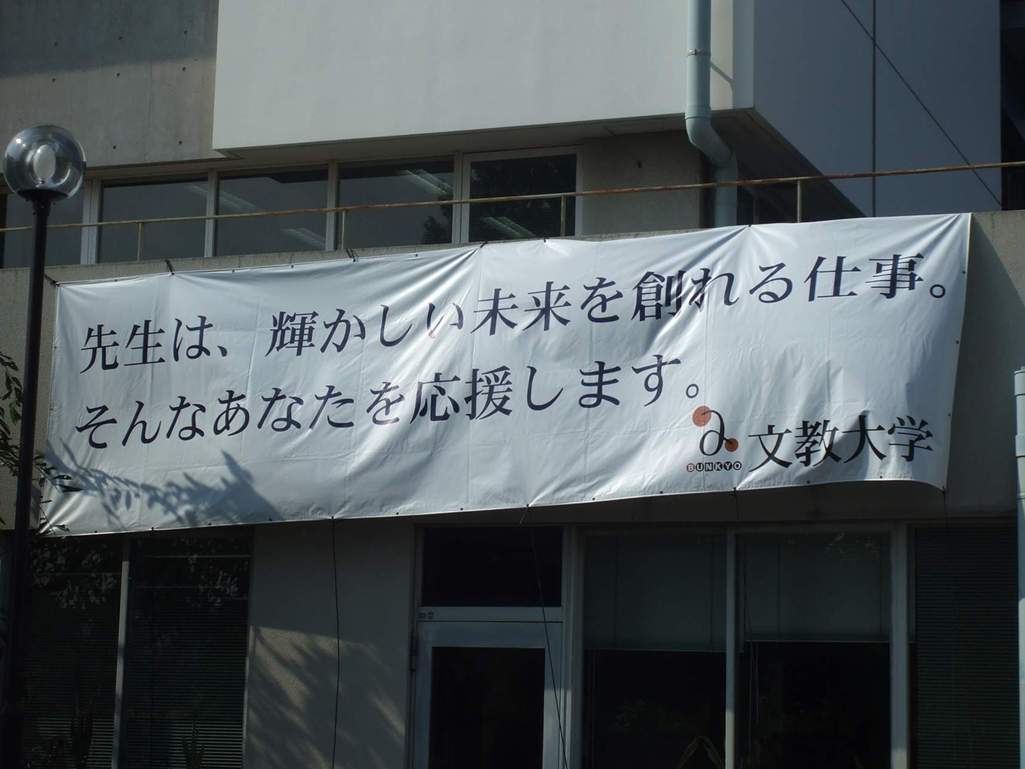 先生は、輝かしい未来を創れる仕事。
そんなあなたを応援します。
BUNKYO 文教大学